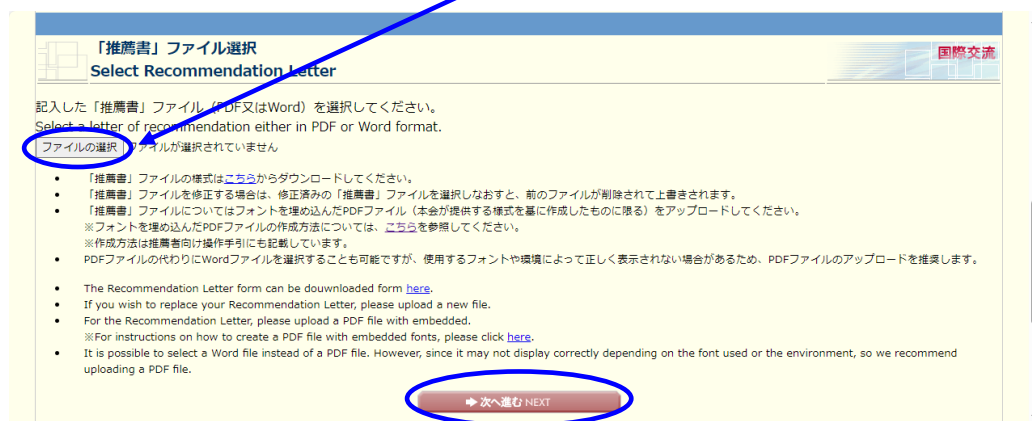 「推薦書」ファイル選択
Select Recommendation Letter
国際交流
記入した「推薦書」ファイル（PDF又はWord）を選択してください。
Select a letter of recommendation either in PDF or Word format.
ファイルの選択 ファイルが選択されていません
• 「推薦書」ファイルの様式はこちらからダウンロードしてください。
• 「推薦書」ファイルを修正する場合は、修正済みの「推薦書」ファイルを選択しなおすと、前のファイルが削除されて上書きされます。
• 「推薦書」ファイルについてはフォントを埋め込んだPDFファイル（本会が提供する様式を基に作成したものに限る）をアップロードしてください。
※フォントを埋め込んだPDFファイルの作成方法については、こちらを参照してください。
※作成方法は推薦者向け操作手引にも記載しています。
• PDFファイルの代わりにWordファイルを選択することも可能ですが、使用するフォントや環境によって正しく表示されない場合があるため、PDFファイルのアップロードを推奨します。
• The Recommendation Letter form can be douwnloaded form here.
• If you wish to replace your Recommendation Letter, please upload a new file.
• For the Recommendation Letter, please upload a PDF file with embedded.
※For instructions on how to create a PDF file with embedded fonts, please click here.
• It is possible to select a Word file instead of a PDF file. However, since it may not display correctly depending on the font used or the environment, so we recommend
uploading a PDF file.
次へ進む NEXT